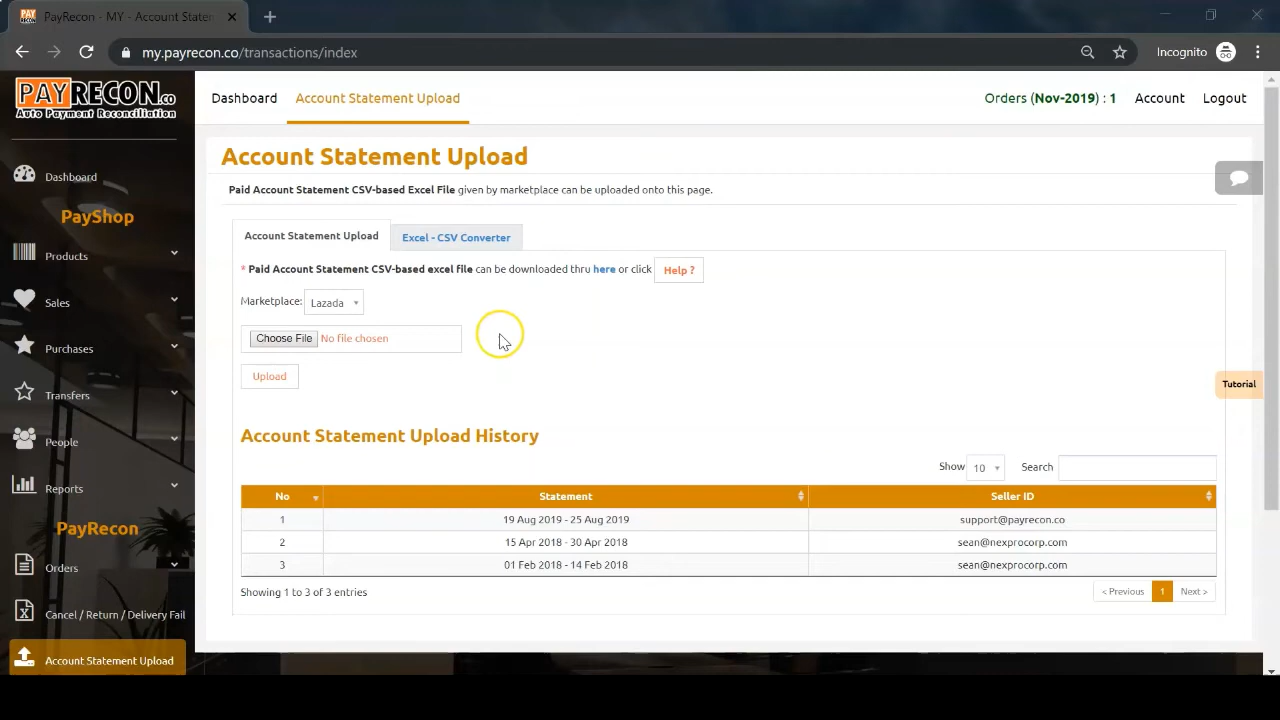 PayRecon - MY - Account Staten
my.payrecon.co/transactions/index
Incognito
PAYRECON.co
Auto Payment Reconciliation
Dashboard
Account Statement Upload
Orders (Nov-2019) : 1
Account
Logout
Dashboard
PayShop
Products
Sales
Purchases
Transfers
People
Reports
PayRecon
Orders
Cancel / Return / Delivery Fail
Account Statement Upload
Account Statement Upload
Paid Account Statement CSV-based Excel File given by marketplace can be uploaded onto this page.
Account Statement Upload
Excel - CSV Converter
* Paid Account Statement CSV-based excel file can be downloaded thru here or click Help ?
Marketplace: Lazada
Choose File No file chosen
Upload
Tutorial
Account Statement Upload History
Show 10 Search
No Statement Seller ID
1 19 Aug 2019 - 25 Aug 2019 support@payrecon.co
2 15 Apr 2018 - 30 Apr 2018 sean@nexprocorp.com
3 01 Feb 2018 - 14 Feb 2018 sean@nexprocorp.com
Showing 1 to 3 of 3 entries
< Previous 1 Next >